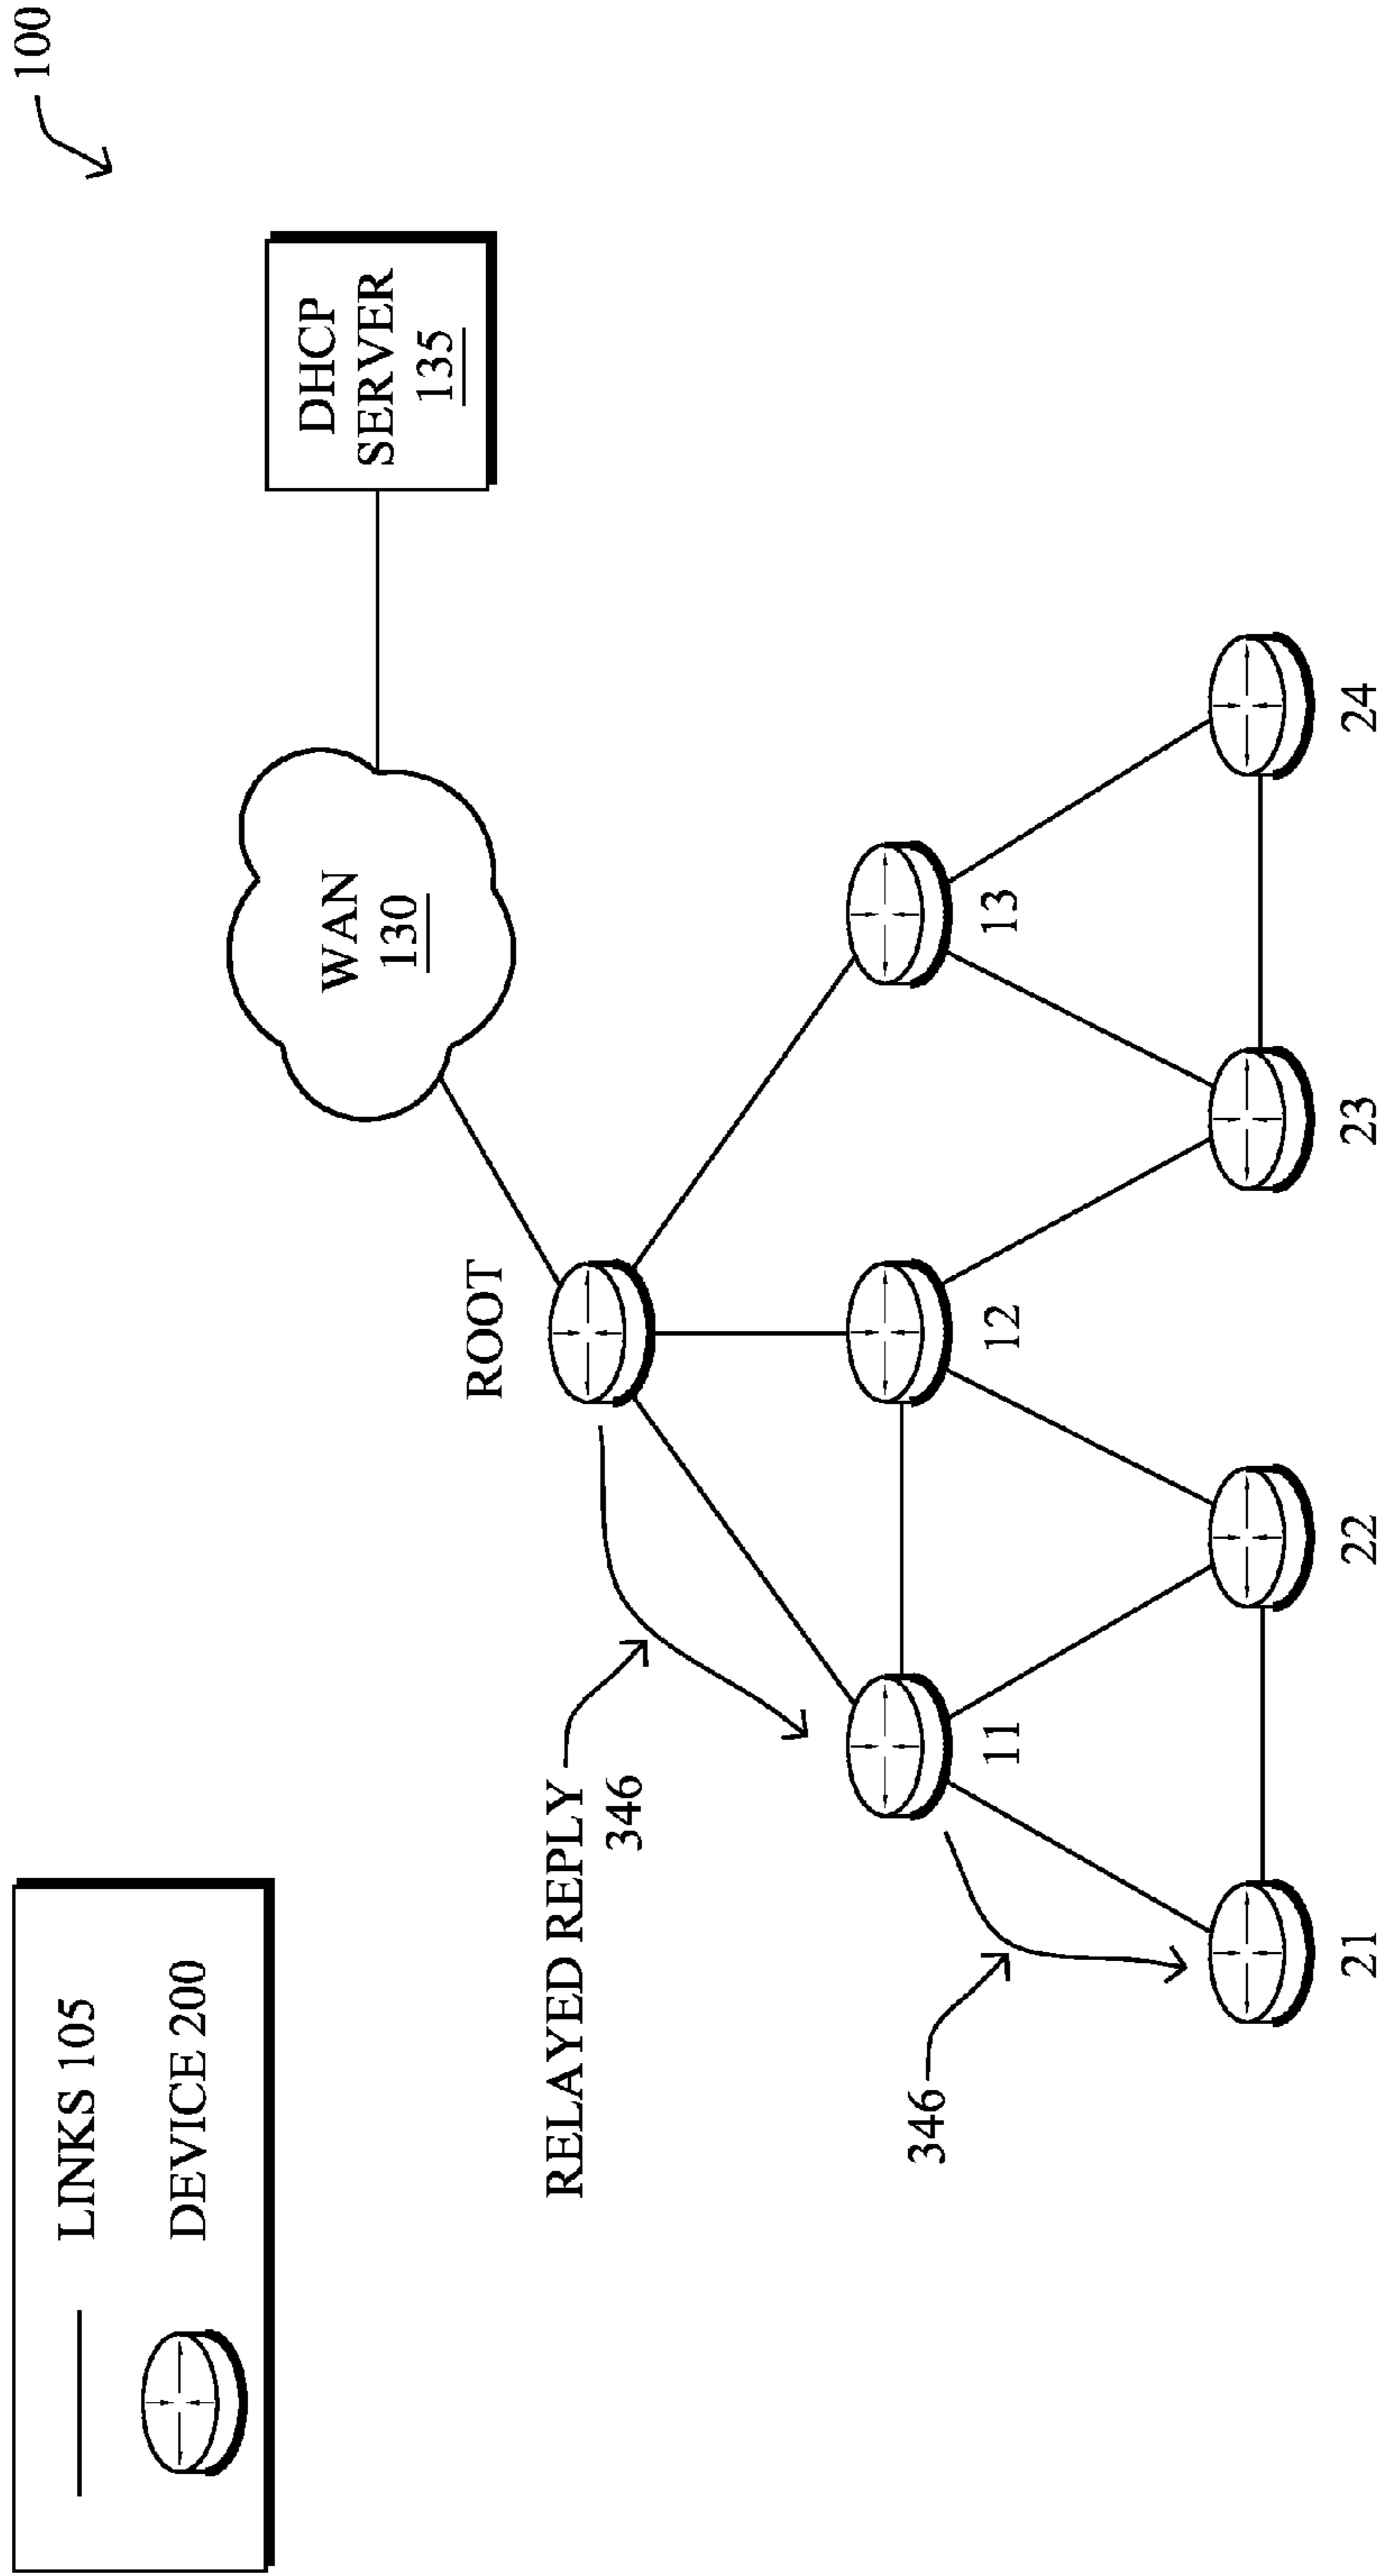 100
LINKS 105
DEVICE 200
WAN
130
DHCP
SERVER
135
ROOT
RELAYED REPLY
346
346
11
12
13
21
22
23
24